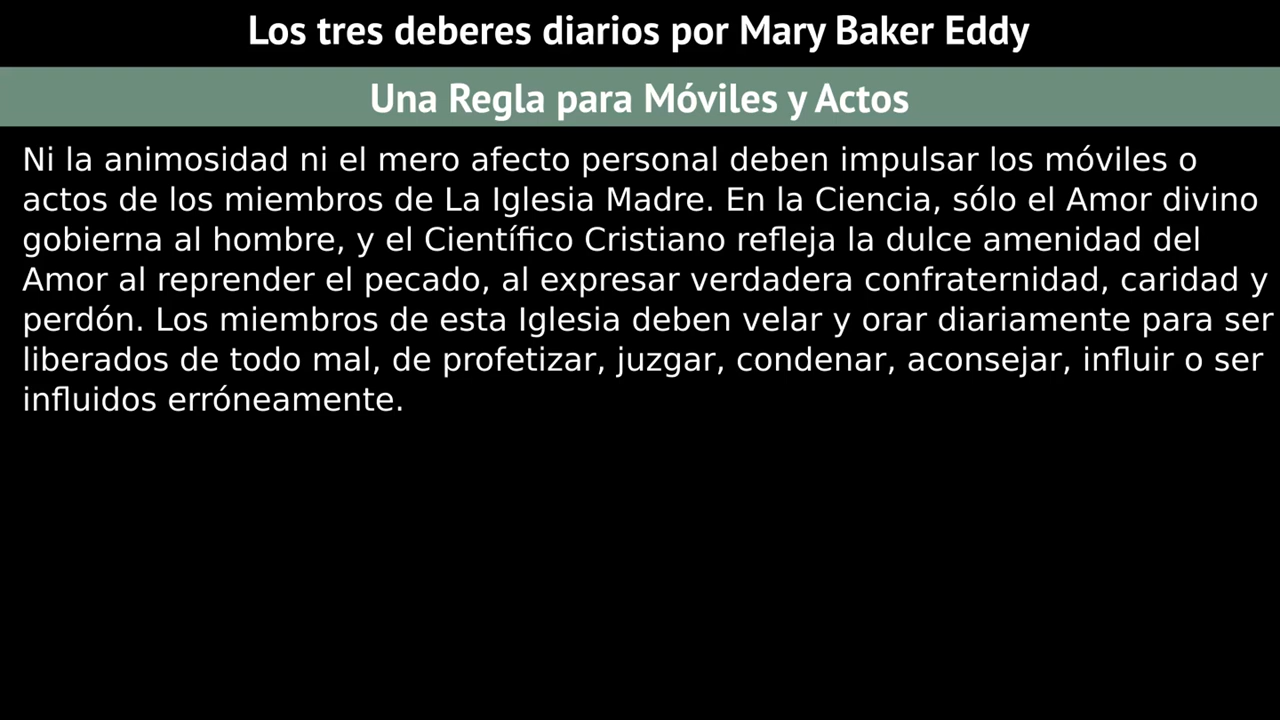 Los tres deberes diarios por Mary Baker Eddy
Una Regla para Móviles y Actos
Ni la animosidad ni el mero afecto personal deben impulsar los móviles o
actos de los miembros de La Iglesia Madre. En la Ciencia, sólo el Amor divino
gobierna al hombre, y el Científico Cristiano refleja la dulce amenidad del
Amor al reprender el pecado, al expresar verdadera confraternidad, caridad y
perdón. Los miembros de esta Iglesia deben velar y orar diariamente para ser
liberados de todo mal, de profetizar, juzgar, condenar, aconsejar, influir o ser
influidos erróneamente.